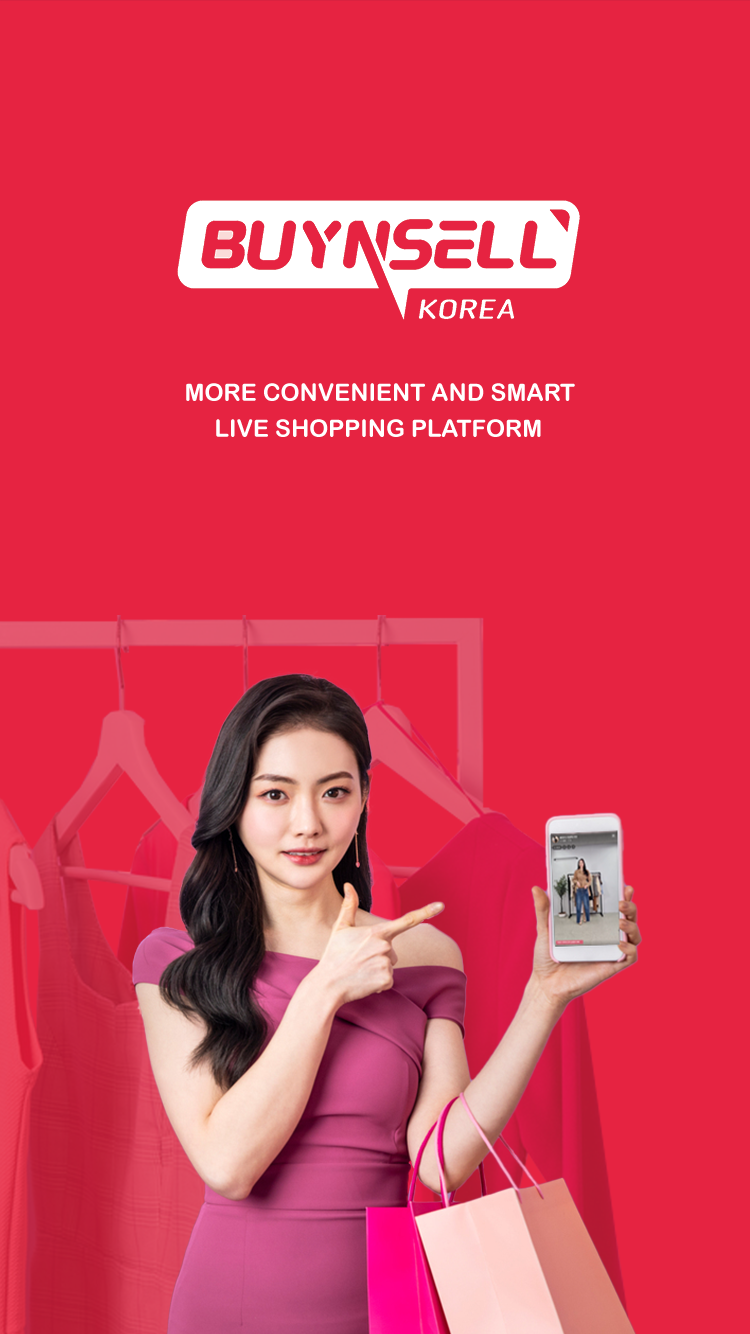 BUYNSELL
KOREA
MORE CONVENIENT AND SMART
LIVE SHOPPING PLATFORM